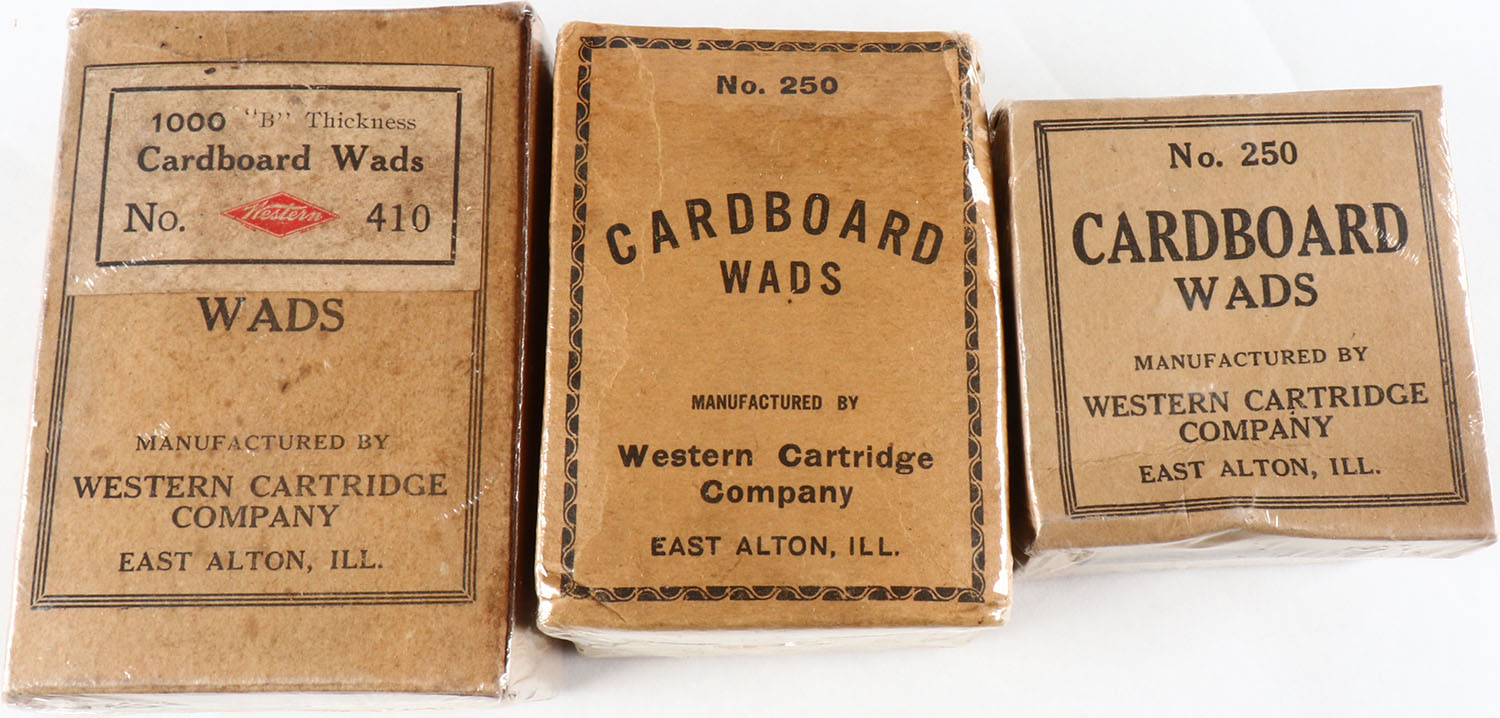 1000 "B" Thickness
Cardboard Wads
No. Western 410
WADS
MANUFACTURED BY
WESTERN CARTRIDGE
COMPANY
EAST ALTON, ILL.
No. 250
CARDBOARD
WADS
MANUFACTURED BY
Western Cartridge
Company
EAST ALTON, ILL.
No. 250
CARDBOARD
WADS
MANUFACTURED BY
WESTERN CARTRIDGE
COMPANY
EAST ALTON, ILL.